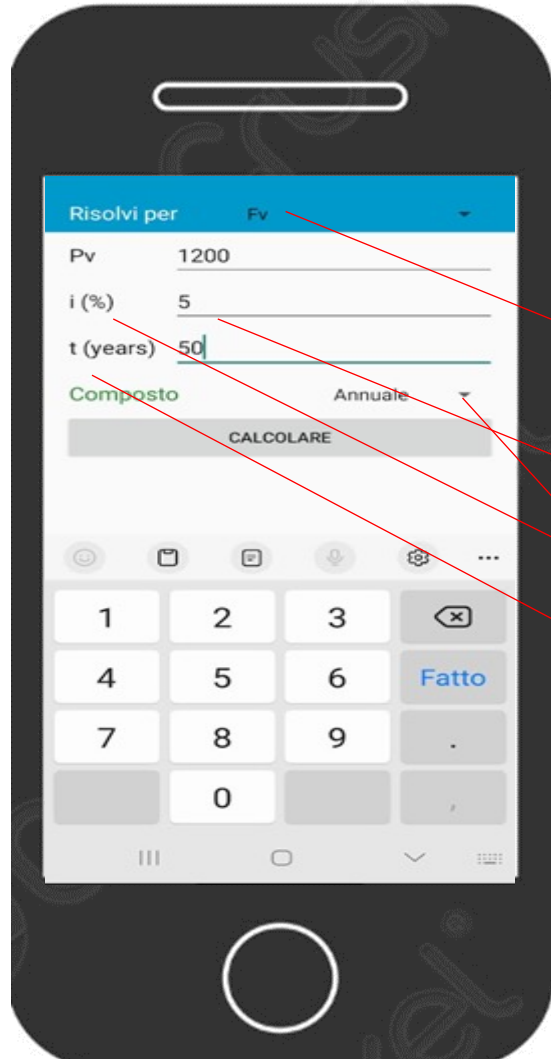 Risolvi per Fv
Pv 1200
i (%) 5
t (years) 50
Composto Annuale
CALCOLARE
1 2 3
4 5 6 Fatto
7 8 9 .
0 ,